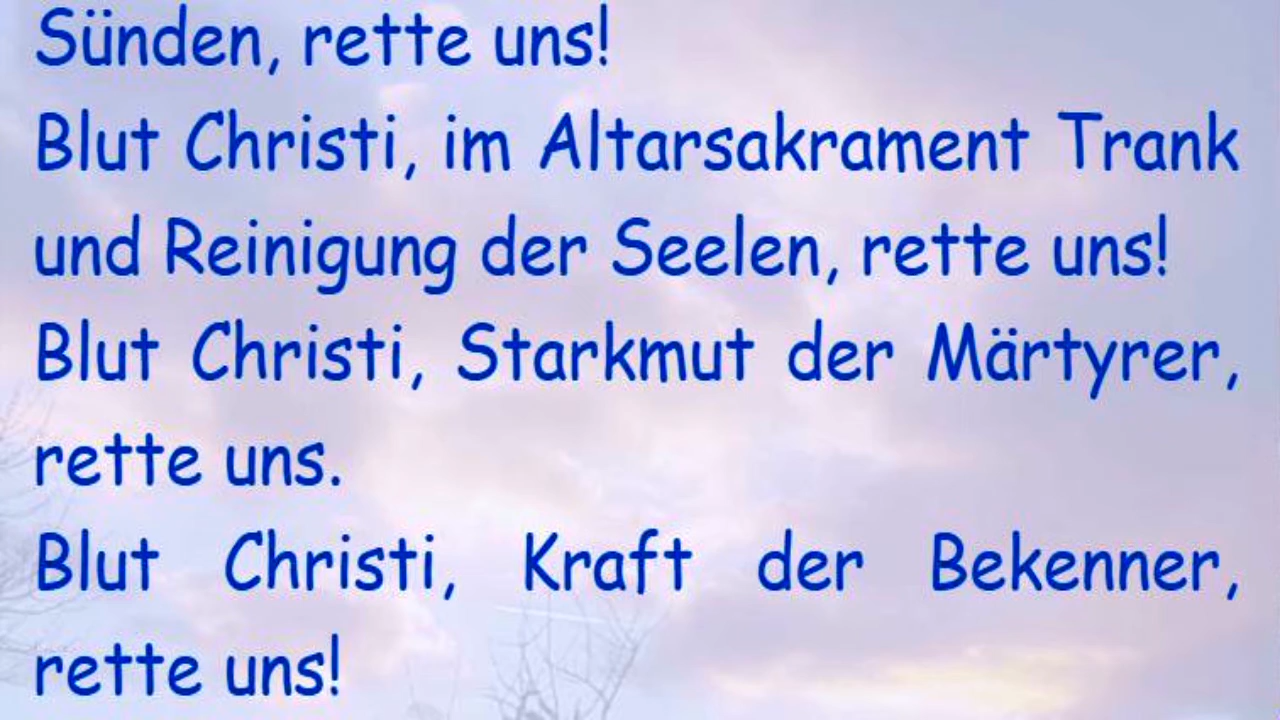 Sünden, rette uns!
Blut Christi, im Altarsakrament Trank
und Reinigung der Seelen, rette uns!
Blut Christi, Starkmut der Märtyrer,
rette uns.
Blut Christi, Kraft der Bekenner,
rette uns!